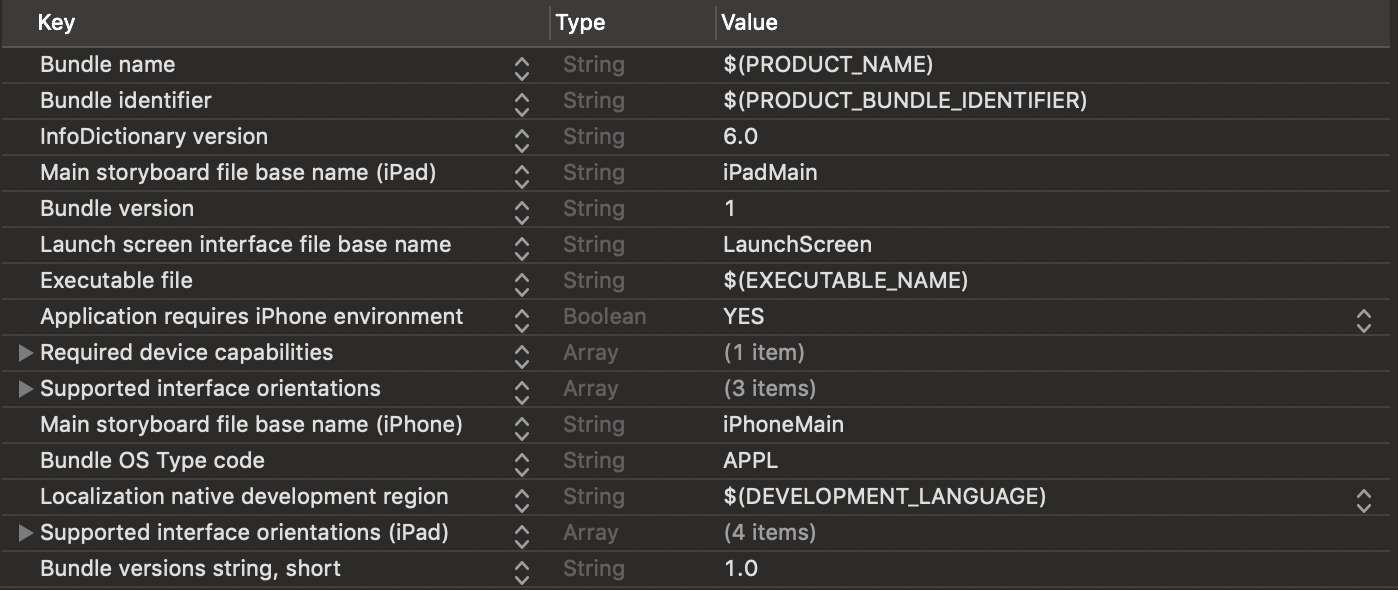 Key Type Value
Bundle name String $(PRODUCT_NAME)
Bundle identifier String $(PRODUCT_BUNDLE_IDENTIFIER)
InfoDictionary version String 6.0
Main storyboard file base name (iPad) String iPadMain
Bundle version String 1
Launch screen interface file base name String LaunchScreen
Executable file String $(EXECUTABLE_NAME)
Application requires iPhone environment Boolean YES
Required device capabilities Array (1 item)
Supported interface orientations Array (3 items)
Main storyboard file base name (iPhone) String iPhoneMain
Bundle OS Type code String APPL
Localization native development region String $(DEVELOPMENT_LANGUAGE)
Supported interface orientations (iPad) Array (4 items)
Bundle versions string, short String 1.0